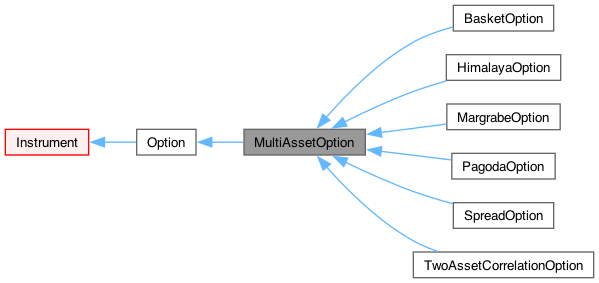 Instrument
Option
MultiAssetOption
BasketOption
HimalayaOption
MargrabeOption
PagodaOption
SpreadOption
TwoAssetCorrelationOption